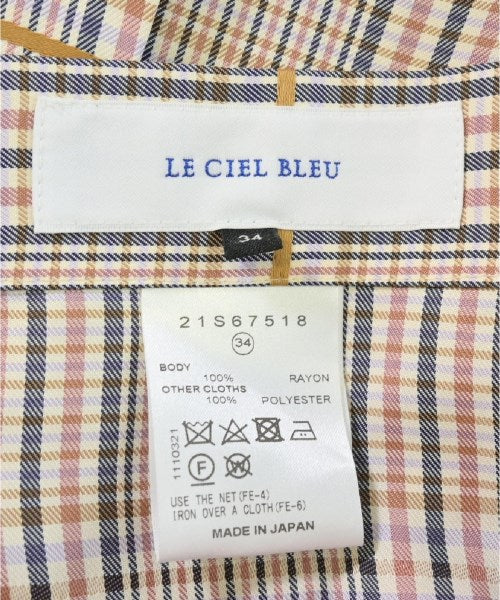 LE CIEL BLEU
34
21S67518
34
BODY
100% RAYON
OTHER CLOTHS
100% POLYESTER
1110321
F W
USE THE NET(FE-4)
IRON OVER A CLOTH(FE-6)
MADE IN JAPAN